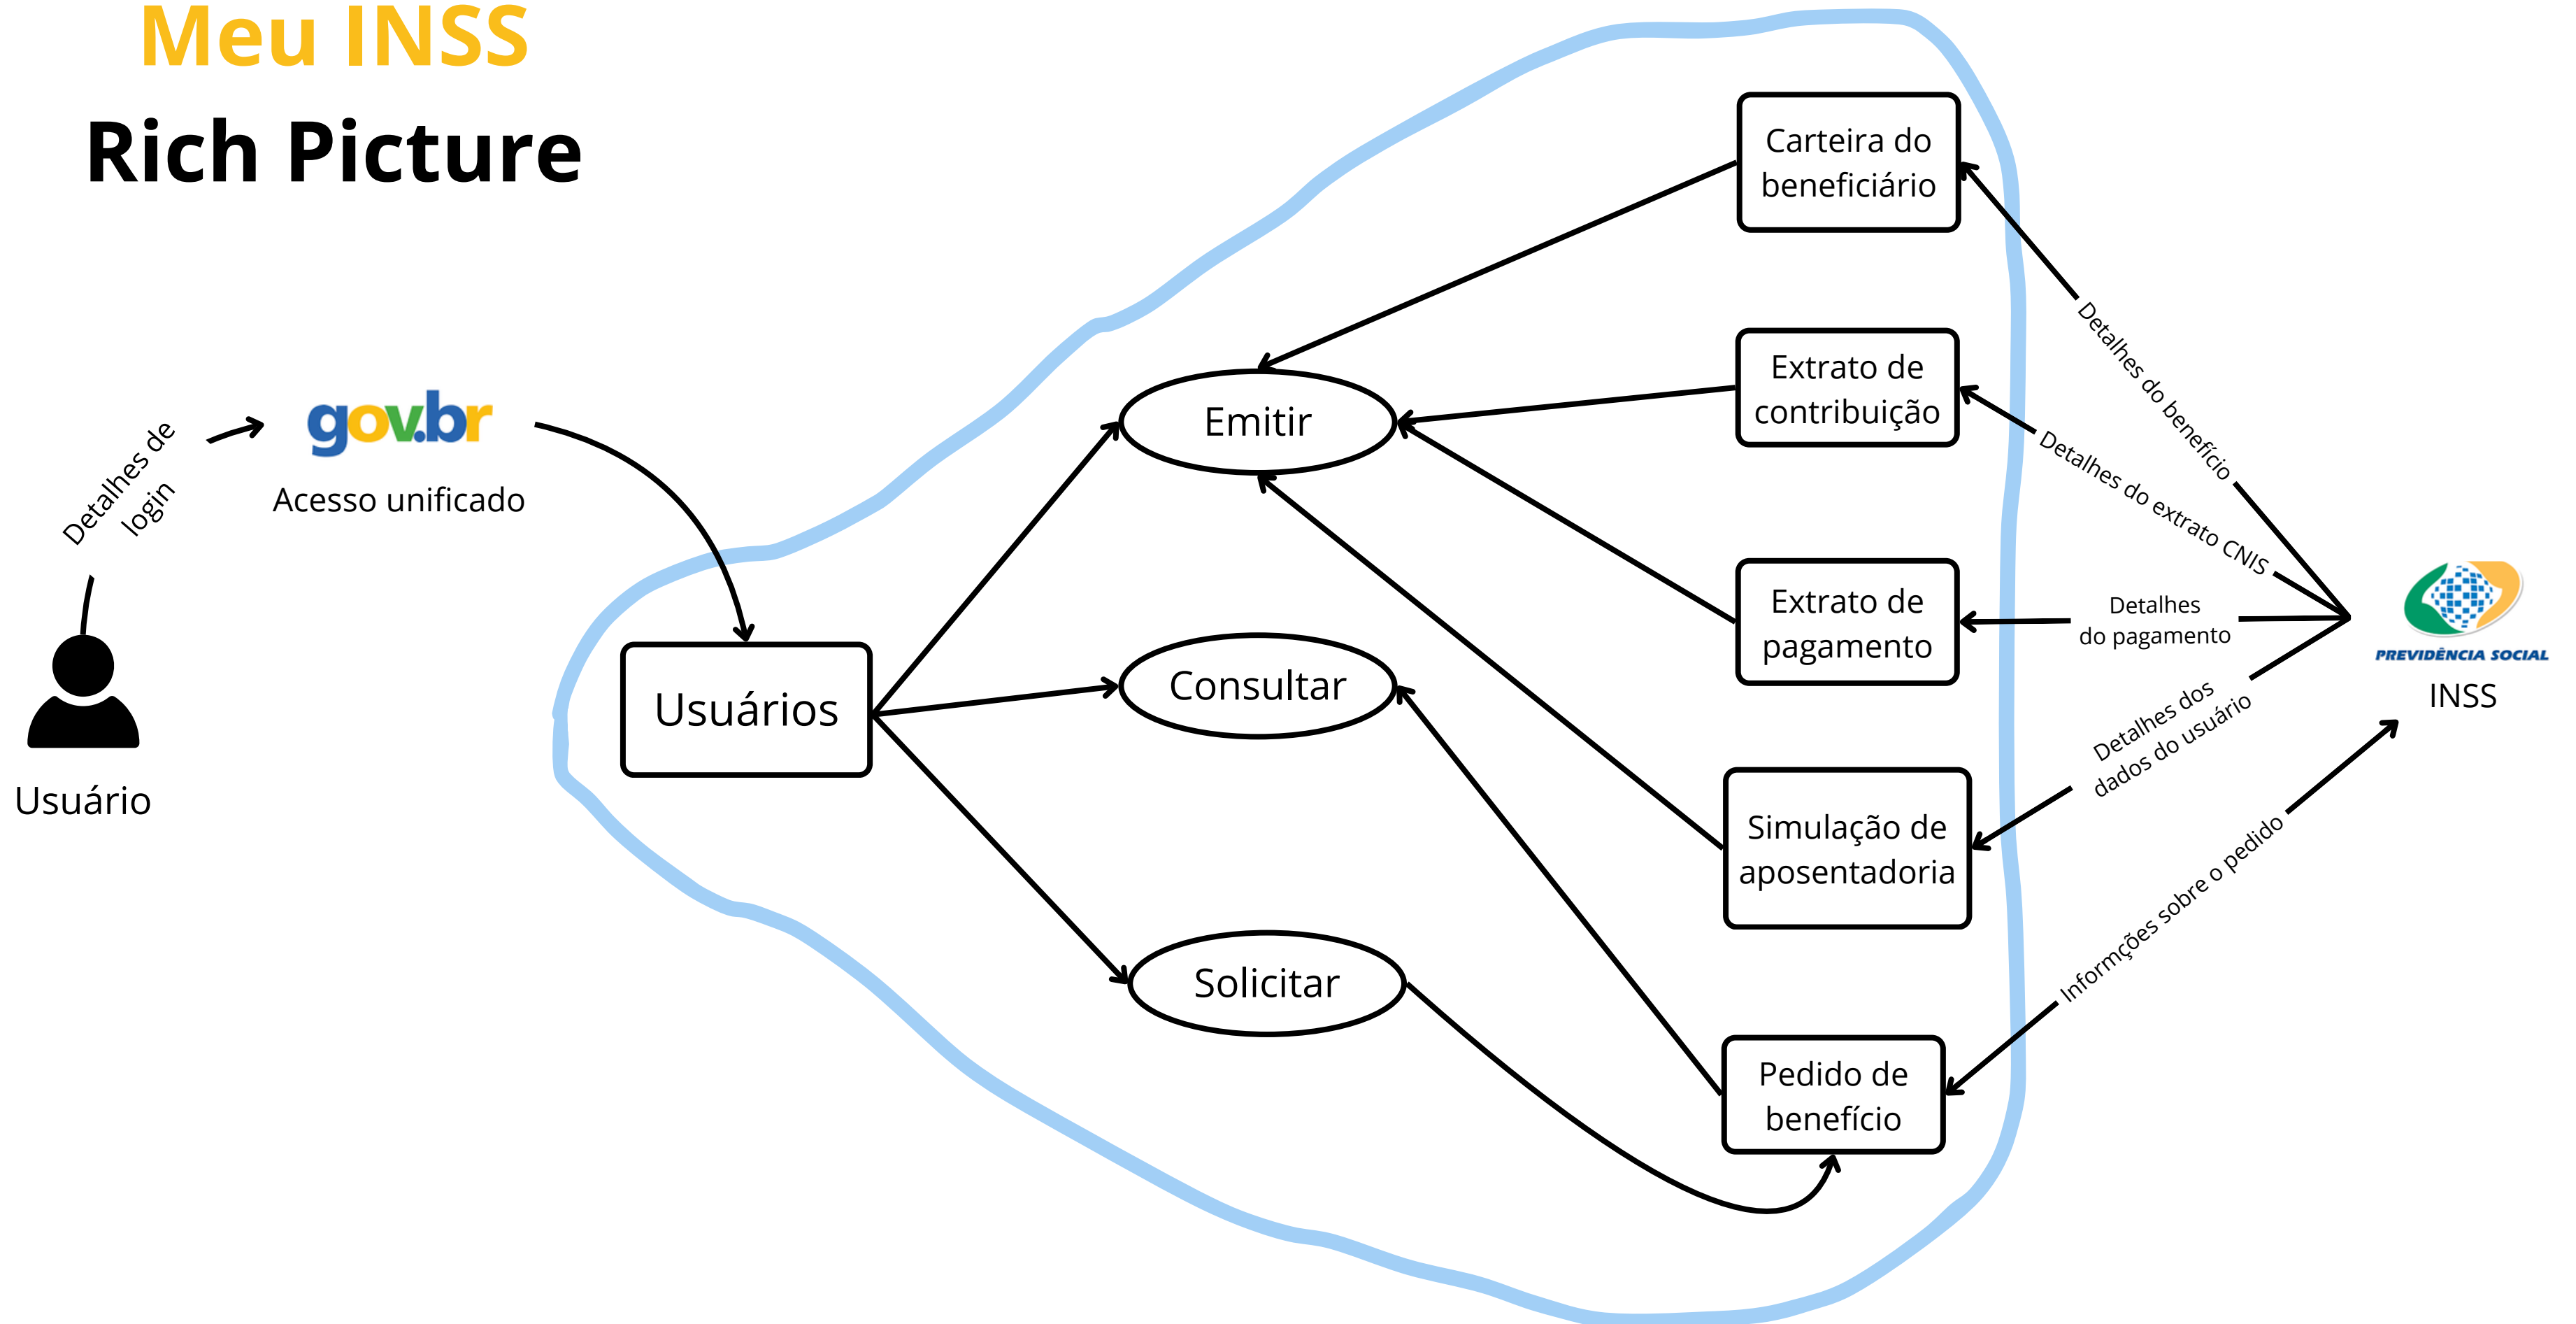 Meu INSS
Rich Picture
Detalhes de
login
gov.br
Acesso unificado
Usuário
Usuários
Emitir
Consultar
Solicitar
Carteira do
beneficiário
Extrato de
contribuição
Extrato de
pagamento
Simulação de
aposentadoria
Pedido de
benefício
Detalhes do benefício
Detalhes do extrato CNIS
Detalhes
do pagamento
Detalhes dos
dados do usuário
Informções sobre o pedido
PREVIDÊNCIA SOCIAL
INSS